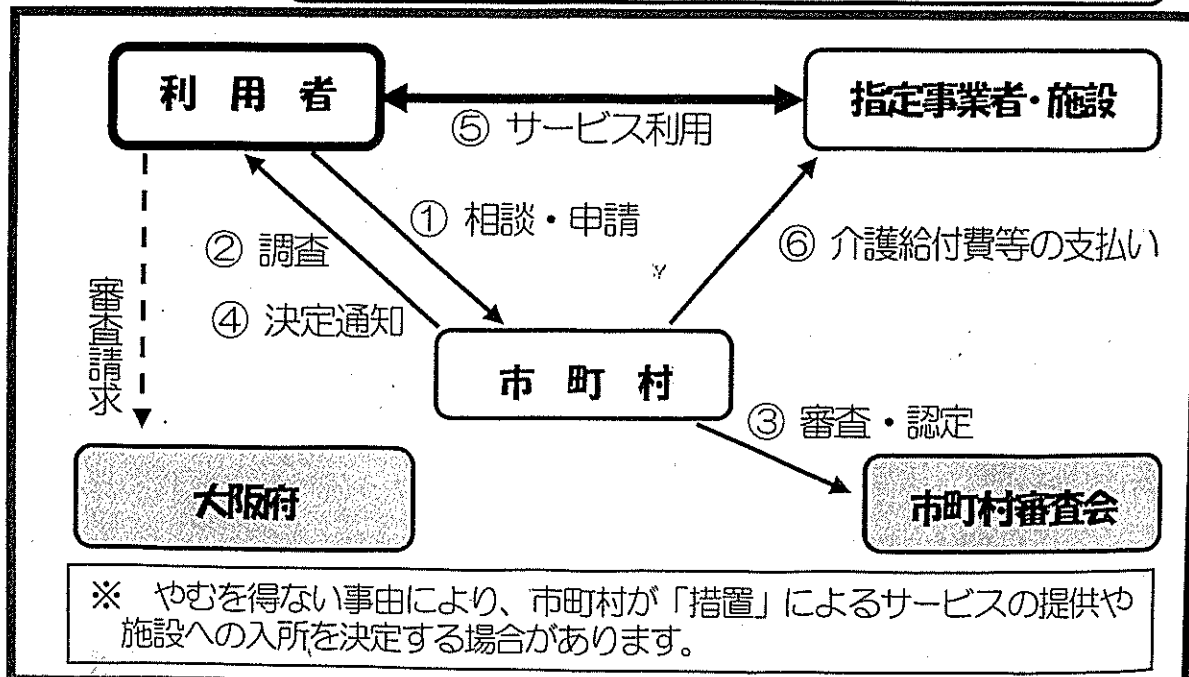 利用者
指定事業者・施設
⑤ サービス利用
① 相談・申請
② 調査
⑥ 介護給付費等の支払い
④ 決定通知
審査請求
市町村
③ 審査・認定
大阪府
市町村審査会
※ やむを得ない事由により、市町村が「措置」によるサービスの提供や
施設への入所を決定する場合があります。